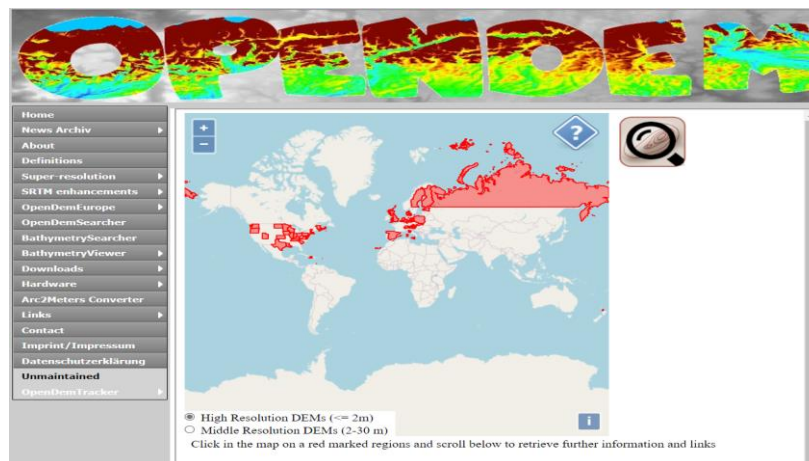 OPENDEM
Home
News Archiv
About
Definitions
Super-resolution
SRTM enhancements
OpenDemEurope
OpenDemSearcher
BathymetrySearcher
BathymetryViewer
Downloads
Hardware
Arc2Meters Converter
Links
Contact
Imprint/Impressum
Datenschutzerklärung
Unmaintained
OpenDemTracker
+
–
?
i
High Resolution DEMs (<= 2m)
Middle Resolution DEMs (2-30 m)
Click in the map on a red marked regions and scroll below to retrieve further information and links